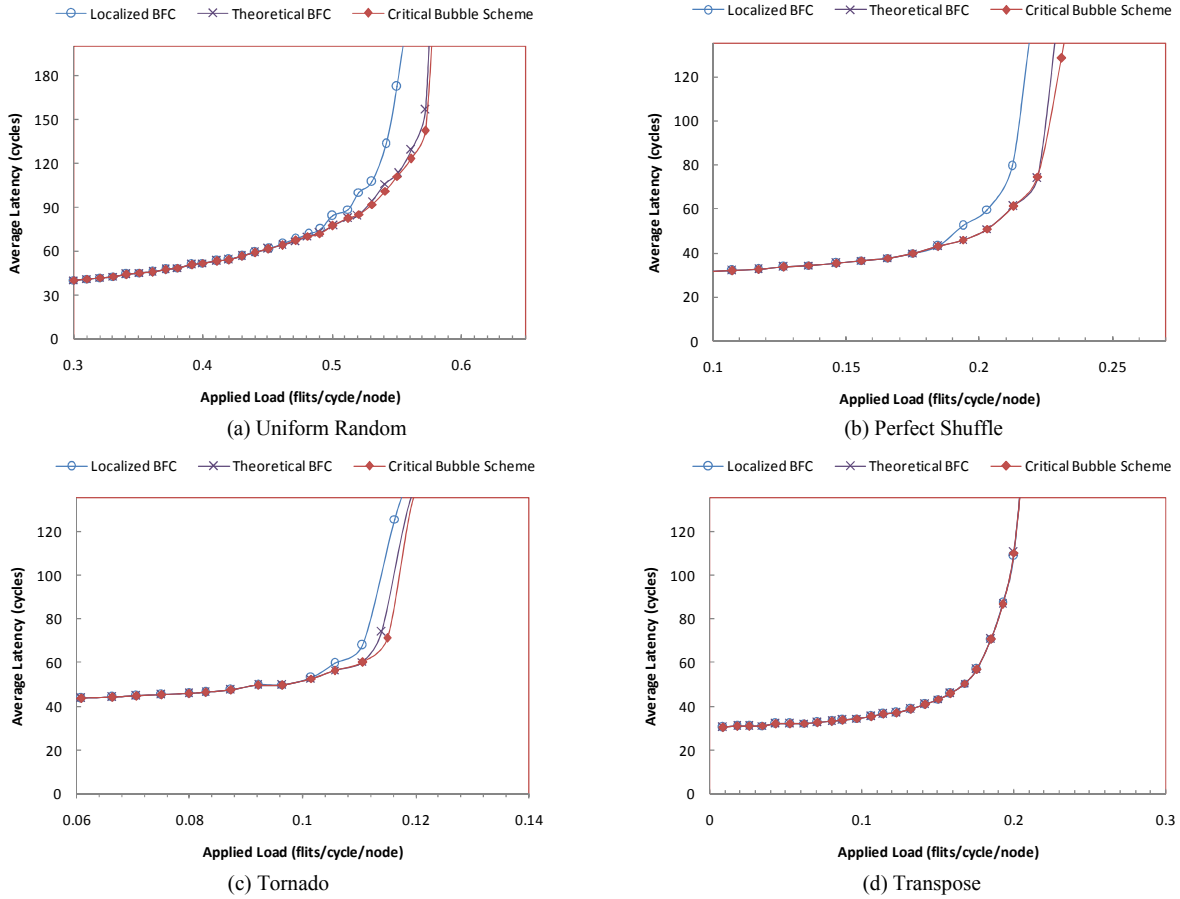 Localized BFC Theoretical BFC Critical Bubble Scheme
180
150
120
90
60
30
0
Average Latency (cycles)
0.3 0.4 0.5 0.6
Applied Load (flits/cycle/node)
(a) Uniform Random
Localized BFC Theoretical BFC Critical Bubble Scheme
120
100
80
60
40
20
0
Average Latency (cycles)
0.1 0.15 0.2 0.25
Applied Load (flits/cycle/node)
(b) Perfect Shuffle
Localized BFC Theoretical BFC Critical Bubble Scheme
120
100
80
60
40
20
0
Average Latency (cycles)
0.06 0.08 0.1 0.12 0.14
Applied Load (flits/cycle/node)
(c) Tornado
Localized BFC Theoretical BFC Critical Bubble Scheme
120
100
80
60
40
20
0
Average Latency (cycles)
0 0.1 0.2 0.3
Applied Load (flits/cycle/node)
(d) Transpose